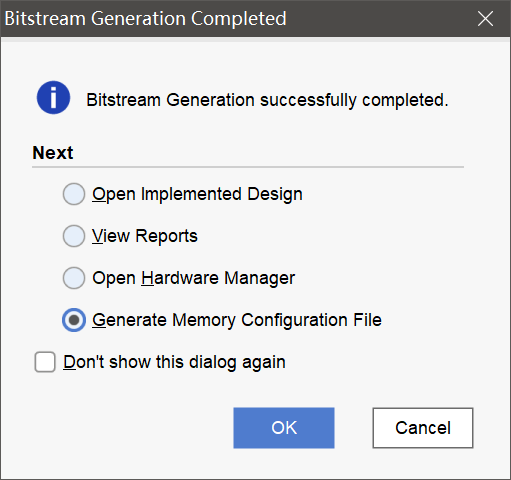 Bitstream Generation Completed
Bitstream Generation successfully completed.
Next
Open Implemented Design
View Reports
Open Hardware Manager
Generate Memory Configuration File
Don't show this dialog again
OK
Cancel